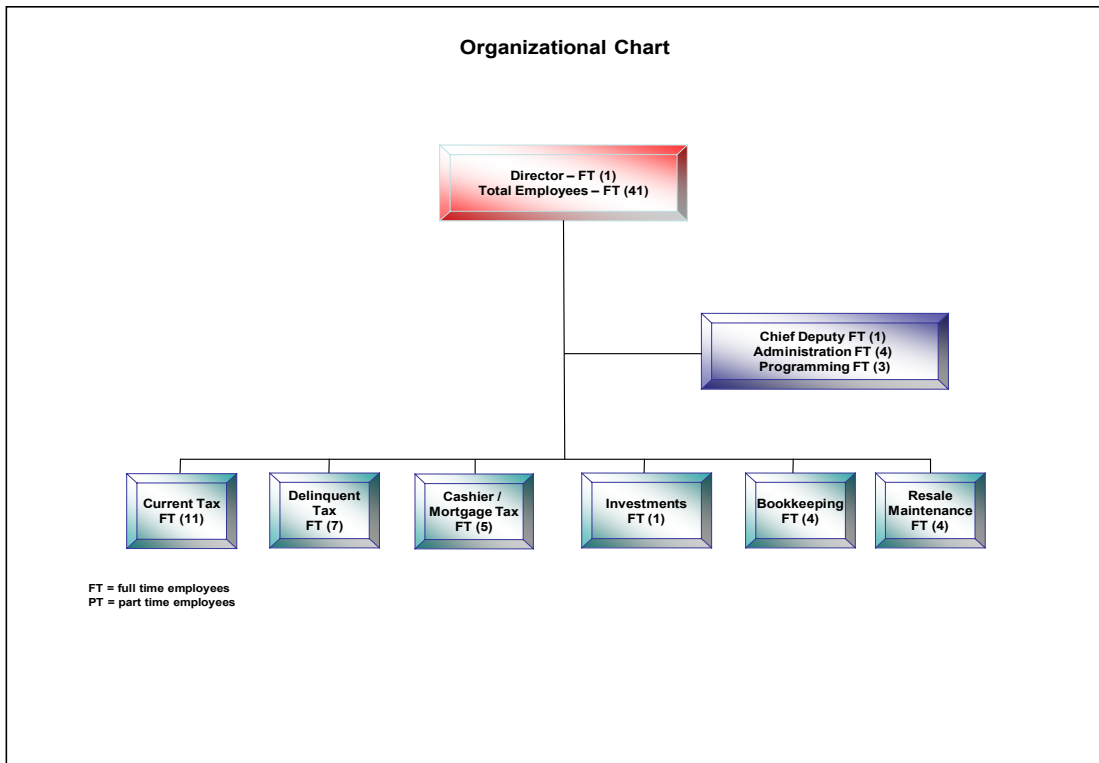 Organizational Chart
Director – FT (1)
Total Employees – FT (41)
Chief Deputy FT (1)
Administration FT (4)
Programming FT (3)
Current Tax
FT (11)
Delinquent
Tax
FT (7)
Cashier /
Mortgage Tax
FT (5)
Investments
FT (1)
Bookkeeping
FT (4)
Resale
Maintenance
FT (4)
FT = full time employees
PT = part time employees